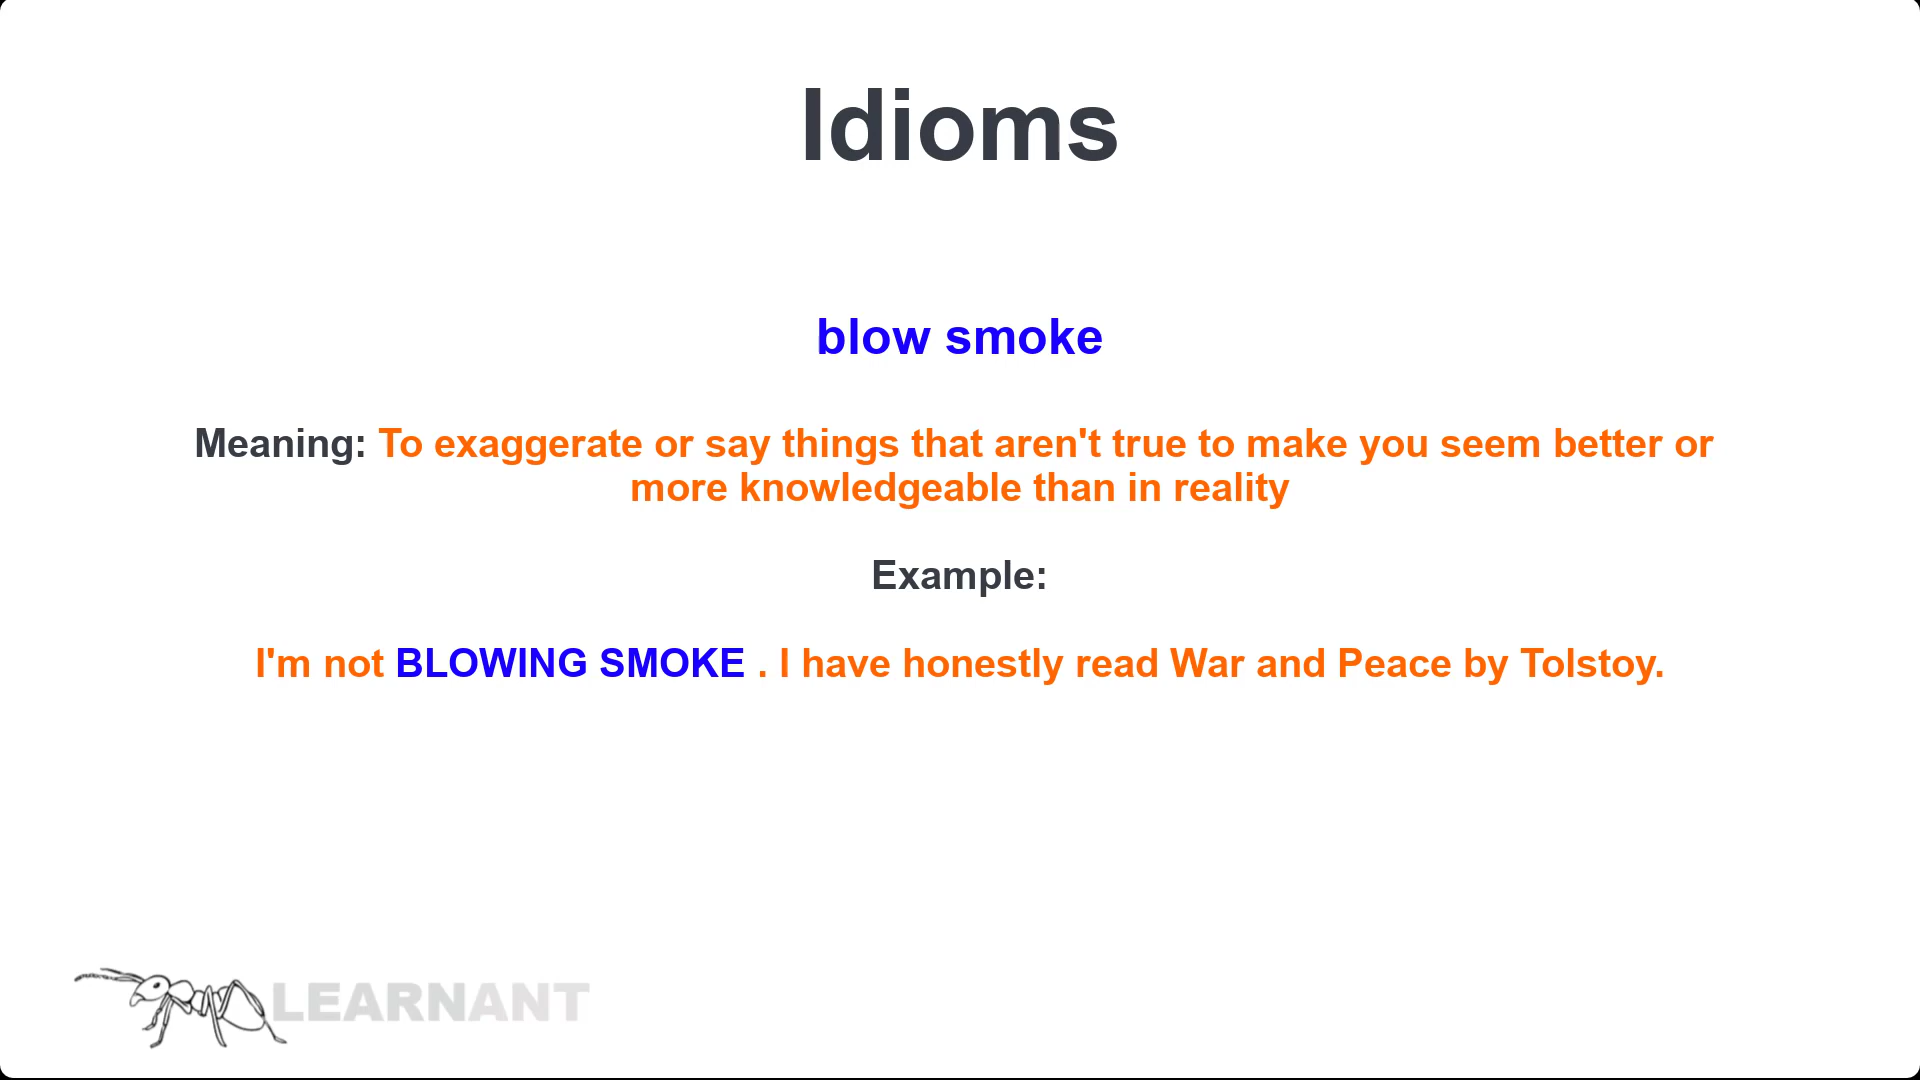 Idioms
blow smoke
Meaning: To exaggerate or say things that aren't true to make you seem better or
more knowledgeable than in reality
Example:
I'm not BLOWING SMOKE . I have honestly read War and Peace by Tolstoy.
LEARNANT